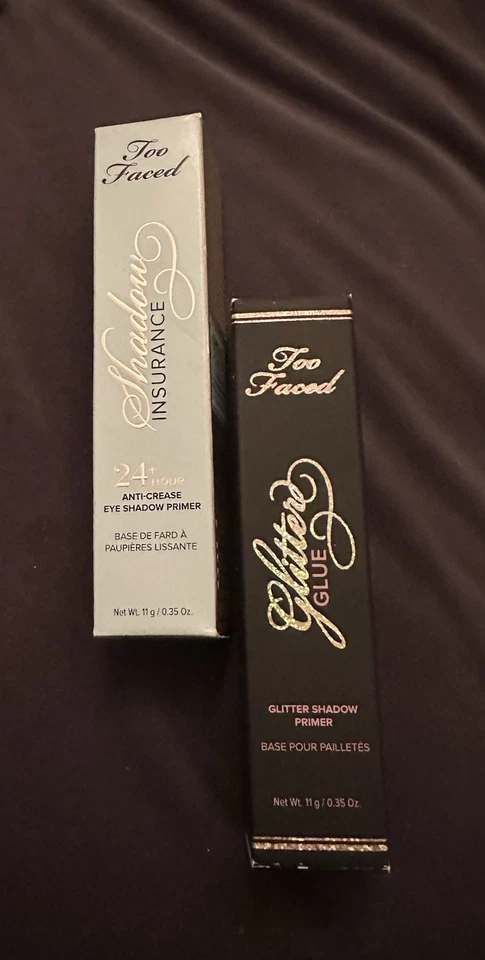 Too
Faced
Shadow
INSURANCE
24+
HOUR
ANTI-CREASE
EYE SHADOW PRIMER
BASE DE FARD À
PAUPIÈRES LISSANTE
Net Wt. 11 g / 0.35 Oz.
Too
Faced
Glitter
GLUE
GLITTER SHADOW
PRIMER
BASE POUR PAILLETÉS
Net Wt. 11 g / 0.35 Oz.